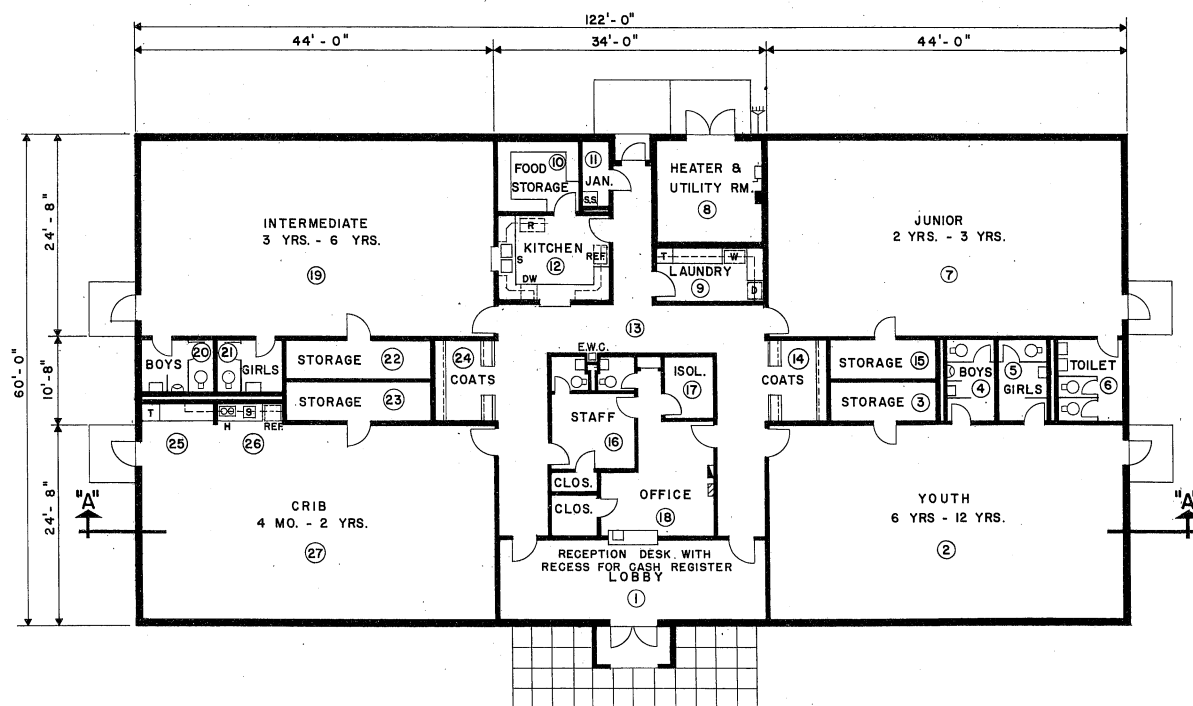 122'-0"
44'-0"
34'-0"
44'-0"
60'-0"
24'-8"
10'-8"
24'-8"
INTERMEDIATE
3 YRS. - 6 YRS.
19
FOOD 10
STORAGE
11
JAN.
S.S.
HEATER &
UTILITY RM.
8
JUNIOR
2 YRS. - 3 YRS.
7
R
KITCHEN
S
REF.
12
DW
T
W
LAUNDRY
9
D
13
E.W.C.
BOYS
20
21
GIRLS
STORAGE 22
24
COATS
STORAGE 23
ISOL.
17
14
COATS
STORAGE 15
STORAGE 3
BOYS
4
5
GIRLS
TOILET
6
T
25
H
S
REF.
26
STAFF
16
CLOS.
CLOS.
OFFICE
18
"A"
CRIB
4 MO. - 2 YRS.
27
YOUTH
6 YRS - 12 YRS.
2
"A"
RECEPTION DESK WITH
RECESS FOR CASH REGISTER
LOBBY
1